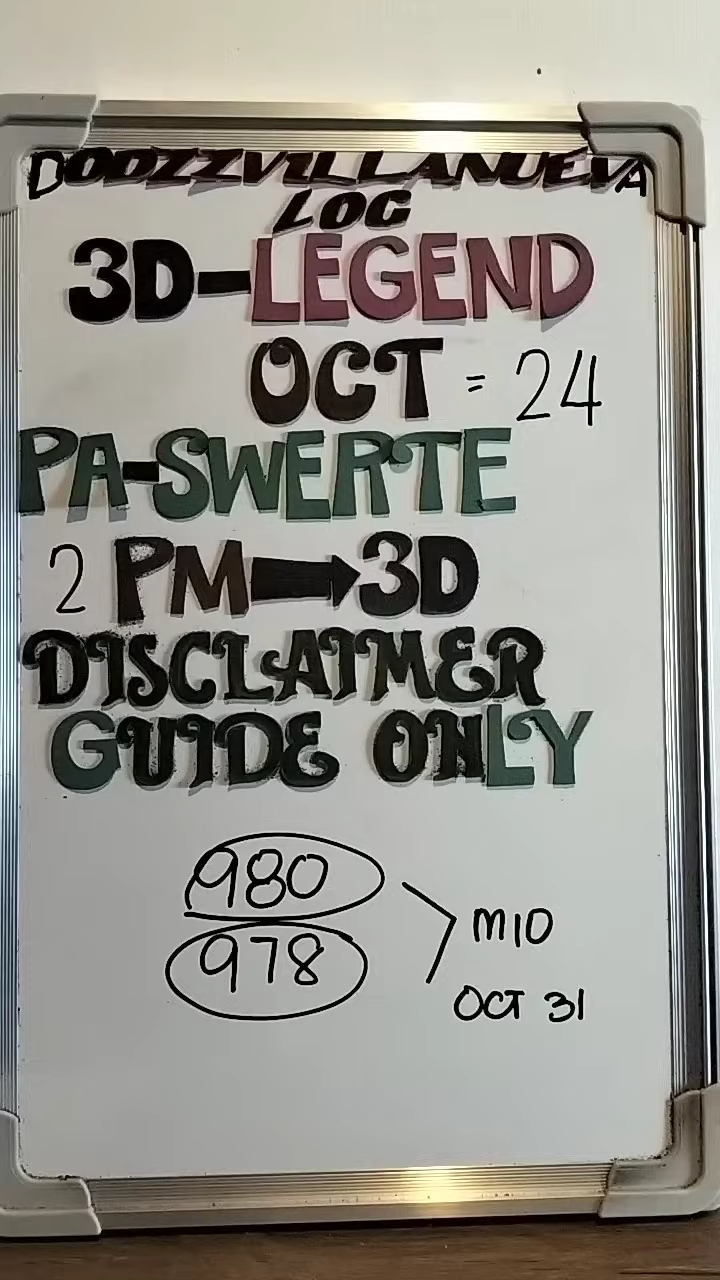 DODZZVILLANUEVA
LOG
3D-LEGEND
OCT = 24
PA-SWERTE
2 PM➡3D
DISCLAIMER
GUIDE ONLY
980
978
M10
OCT 31